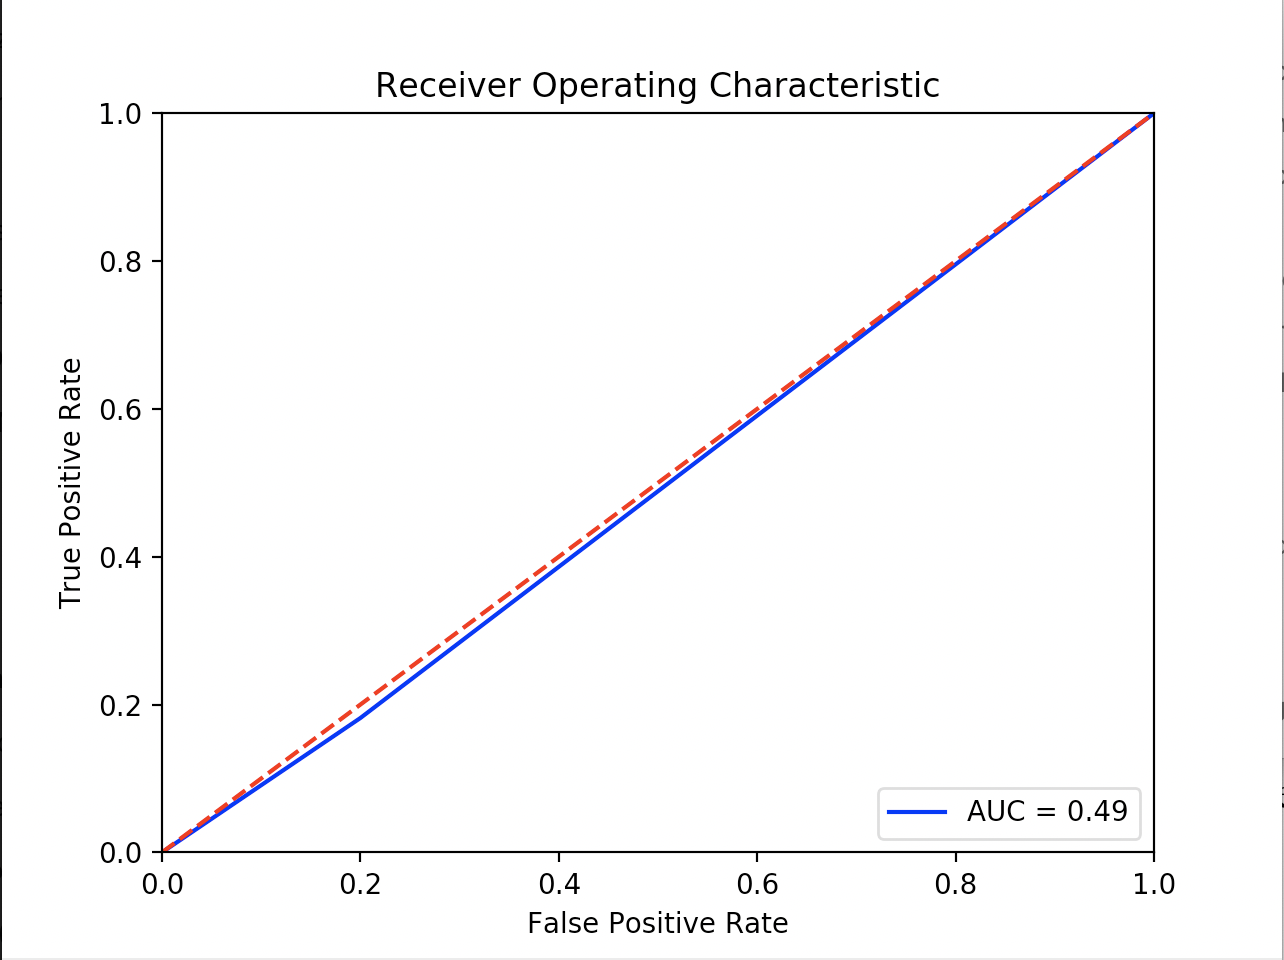 Receiver Operating Characteristic
1.0
0.8
0.6
0.4
0.2
0.0
True Positive Rate
AUC = 0.49
0.0 0.2 0.4 0.6 0.8 1.0
False Positive Rate